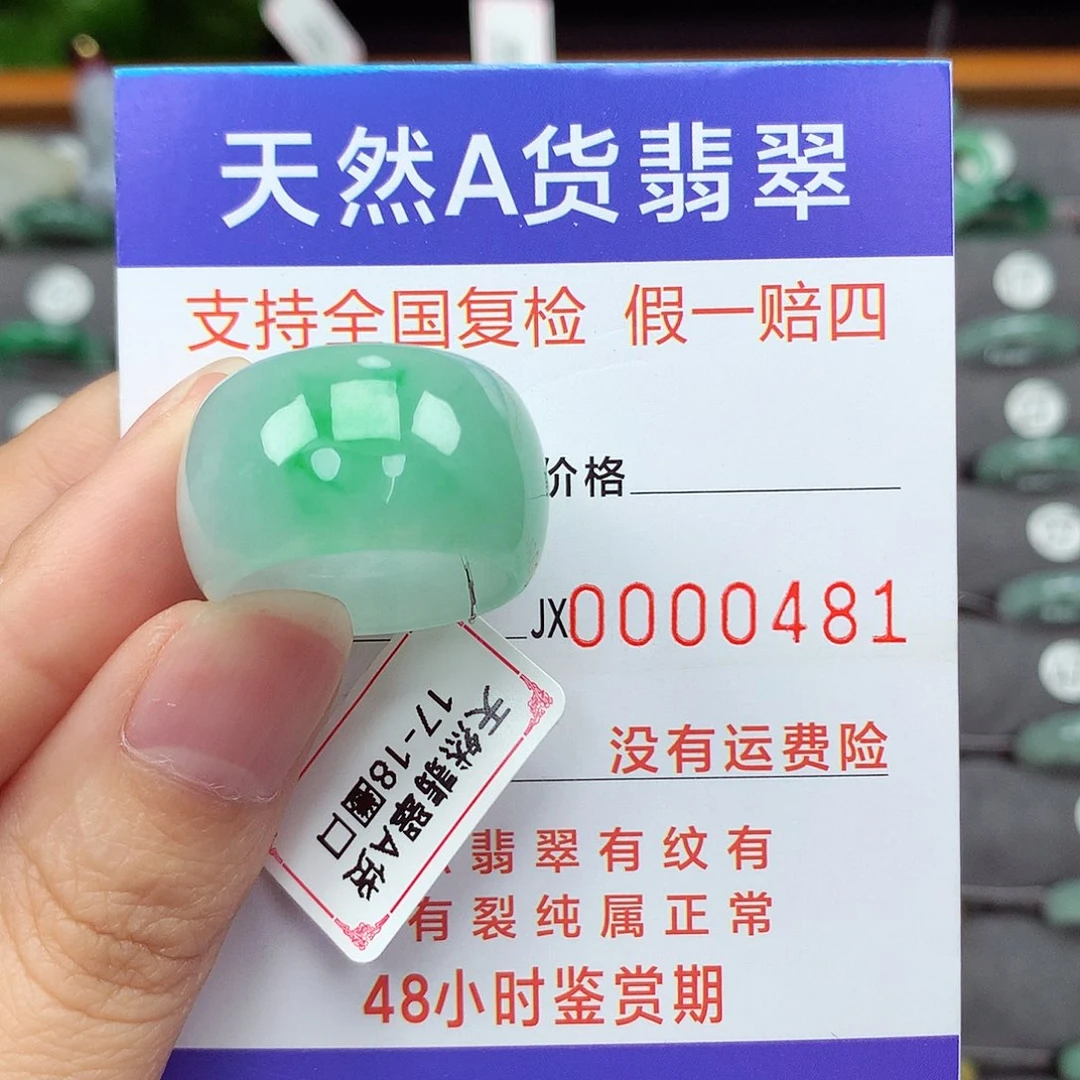 天然A货翡翠
支持全国复检 假一赔四
价格
JX0000481
没有运费险
翡翠有纹有
有裂纯属正常
48小时鉴赏期
天然翡翠A货
17-18圈口